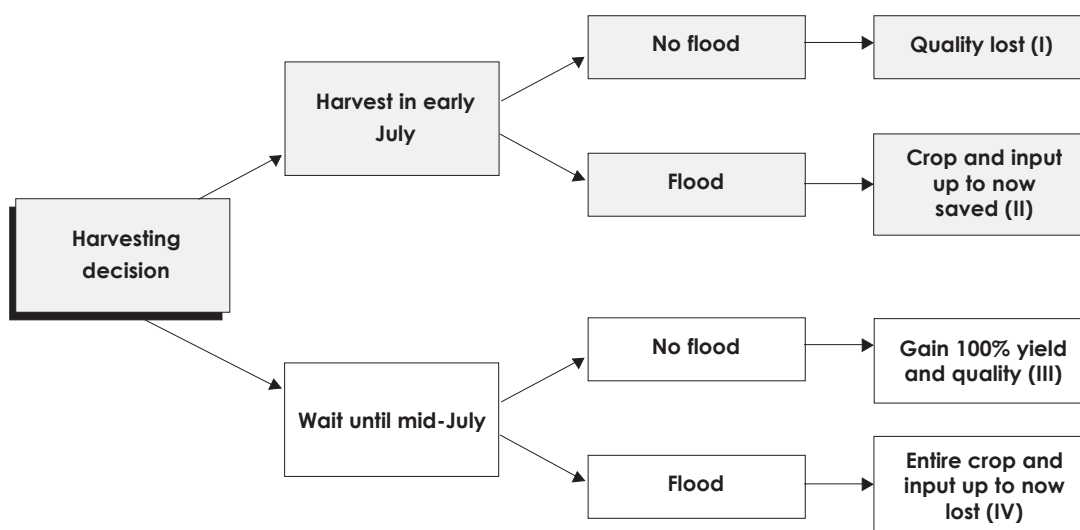 No flood
Quality lost (I)
Harvest in early
July
Flood
Crop and input
up to now
saved (II)
Harvesting
decision
No flood
Gain 100% yield
and quality (III)
Wait until mid-July
Flood
Entire crop and
input up to now
lost (IV)